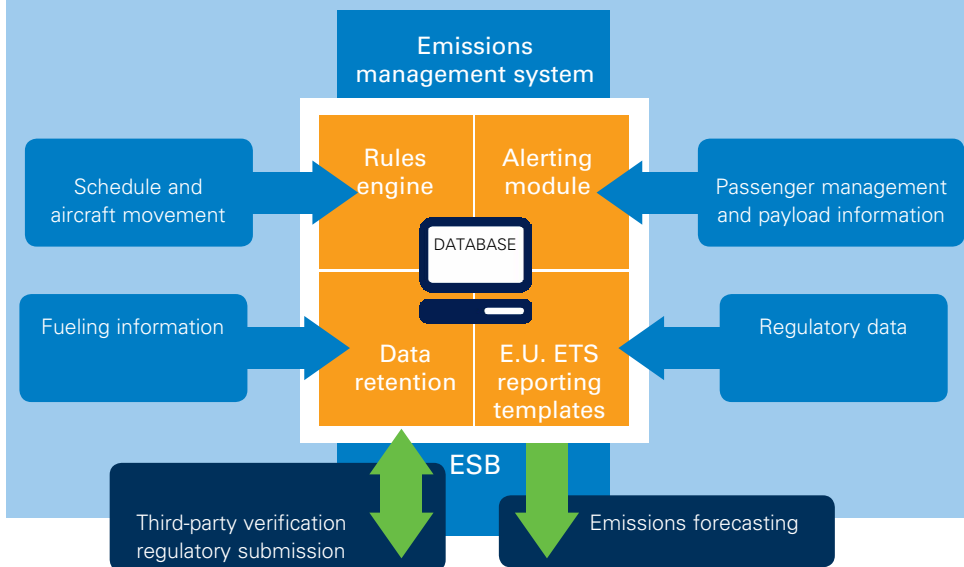 Emissions
management system
Rules
engine
Alerting
module
Schedule and
aircraft movement
Passenger management
and payload information
DATABASE
Fueling information
Regulatory data
Data
retention
E.U. ETS
reporting
templates
ESB
Third-party verification
regulatory submission
Emissions forecasting